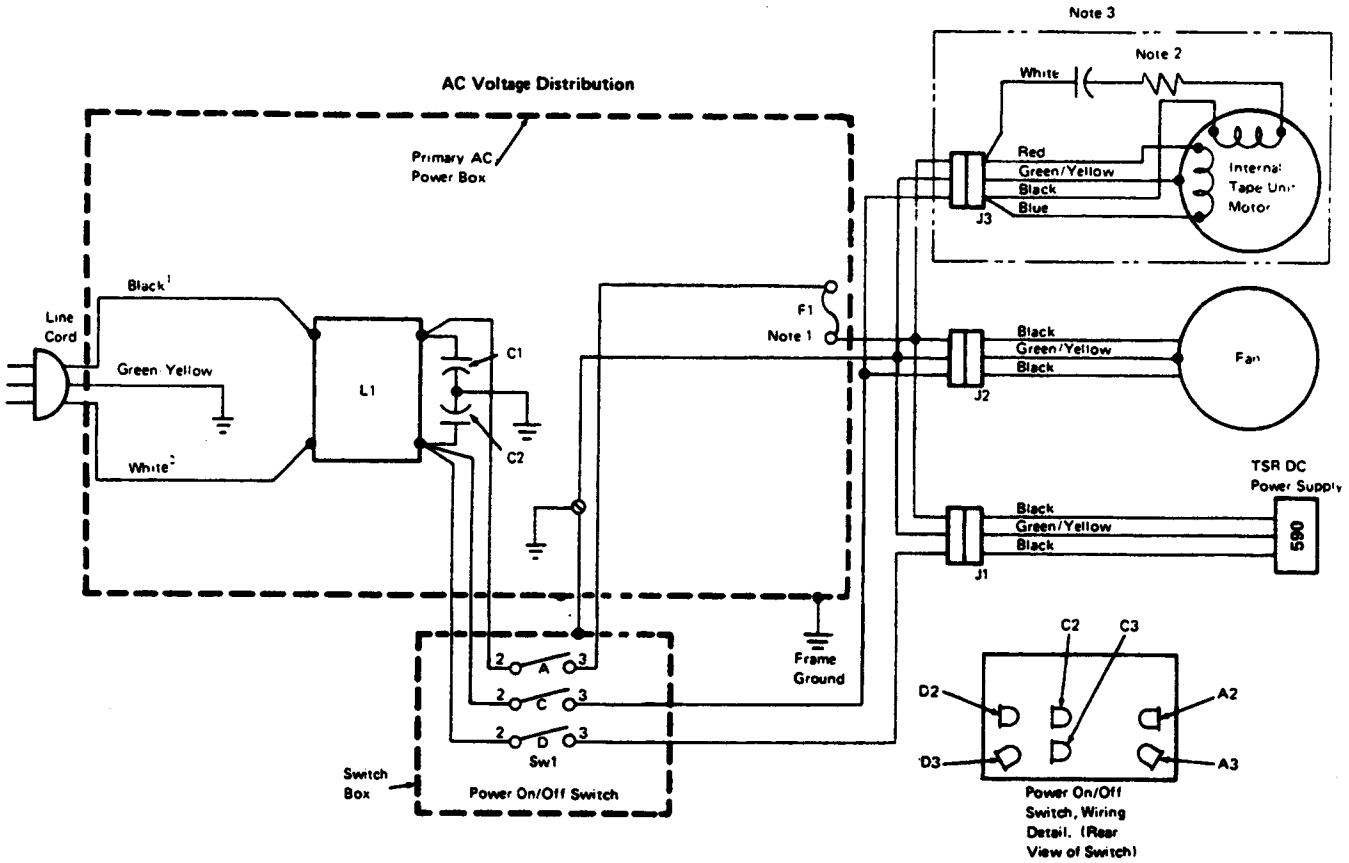 Note 3
Note 2
White
AC Voltage Distribution
Primary AC
Power Box
Red
Green/Yellow
Black
Blue
J3
Internal
Tape Unit
Motor
Black1
Line
Cord
Green/Yellow
White2
L1
C1
C2
F1
Note 1
Black
Green/Yellow
Black
J2
Fan
TSR DC
Power Supply
Black
Green/Yellow
Black
J1
590
Frame
Ground
2 A 3
2 C 3
2 D 3
Sw1
Switch
Box
Power On/Off Switch
C2 C3
D2
A2
D3
A3
Power On/Off
Switch, Wiring
Detail. (Rear
View of Switch)